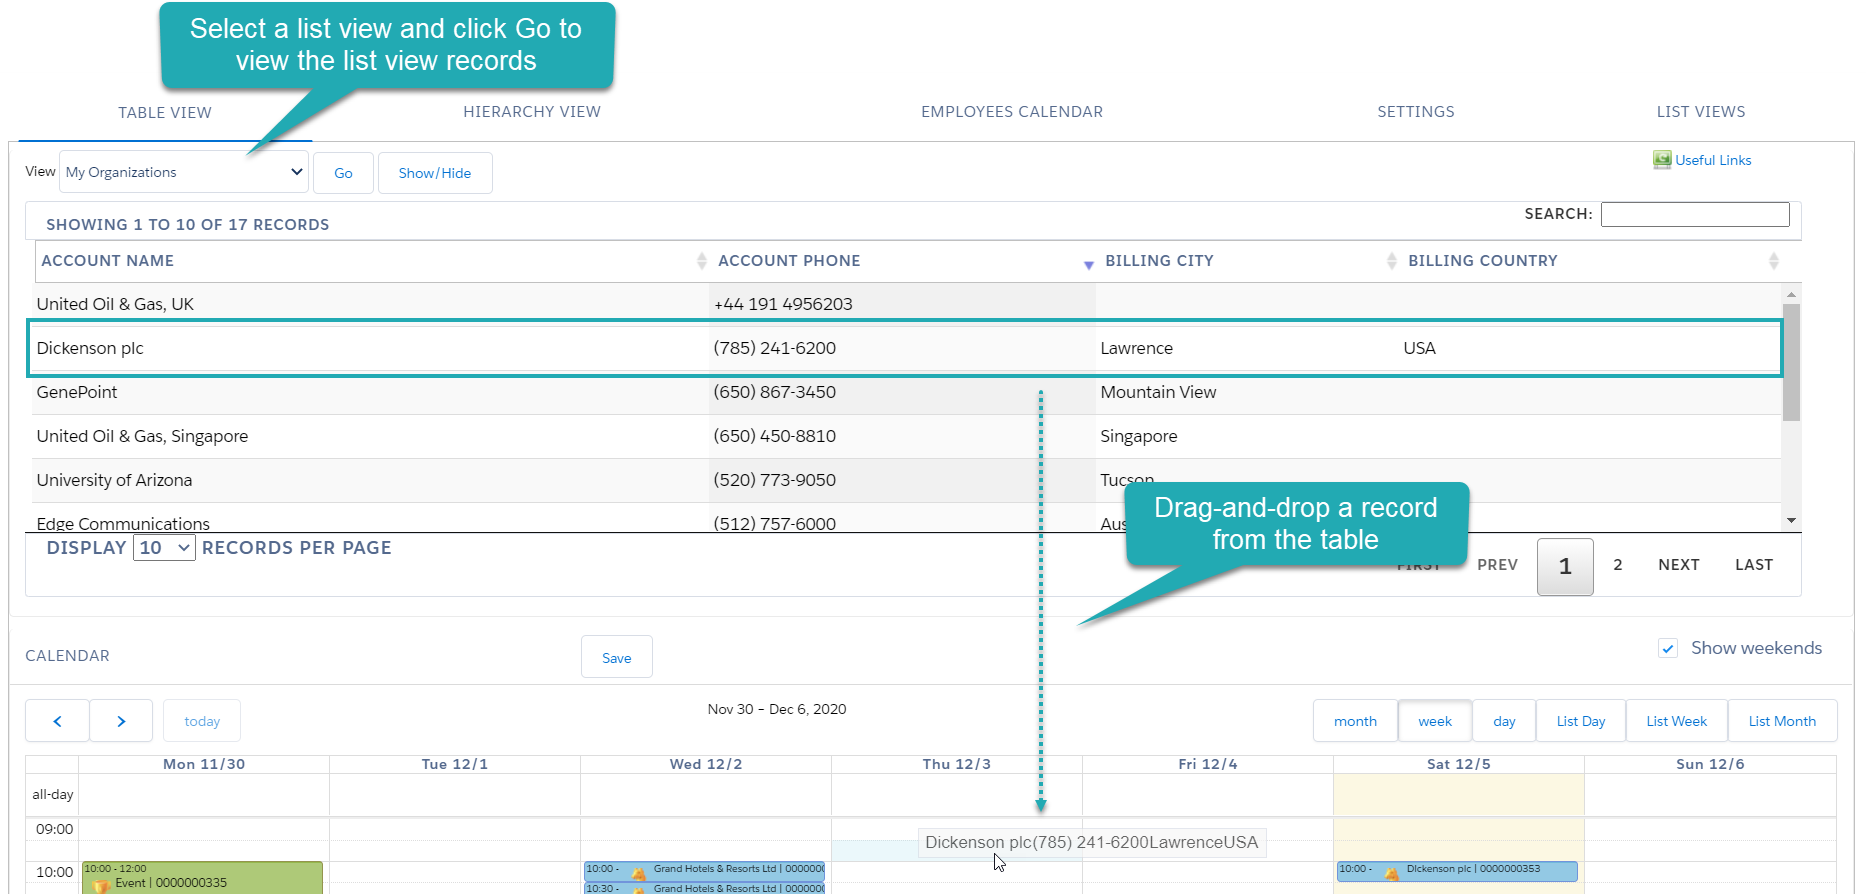 Select a list view and click Go to
view the list view records
TABLE VIEW
HIERARCHY VIEW
EMPLOYEES CALENDAR
SETTINGS
LIST VIEWS
View
My Organizations
Go
Show/Hide
Useful Links
SHOWING 1 TO 10 OF 17 RECORDS
SEARCH:
ACCOUNT NAME
ACCOUNT PHONE
BILLING CITY
BILLING COUNTRY
United Oil & Gas, UK
+44 191 4956203
Dickenson plc
(785) 241-6200
Lawrence
USA
GenePoint
(650) 867-3450
Mountain View
United Oil & Gas, Singapore
(650) 450-8810
Singapore
University of Arizona
(520) 773-9050
Tucson
Edge Communications
(512) 757-6000
Aus
Drag-and-drop a record
from the table
DISPLAY 10 RECORDS PER PAGE
FIRST
PREV
1
2
NEXT
LAST
CALENDAR
Save
Show weekends
today
Nov 30 – Dec 6, 2020
month
week
day
List Day
List Week
List Month
Mon 11/30
Tue 12/1
Wed 12/2
Thu 12/3
Fri 12/4
Sat 12/5
Sun 12/6
all-day
09:00
Dickenson plc(785) 241-6200LawrenceUSA
10:00
10:00 - 12:00
Event | 0000000335
10:00 -
Grand Hotels & Resorts Ltd | 000000
10:30 -
Grand Hotels & Resorts Ltd | 000000
10:00 -
Dickenson plc | 0000000353